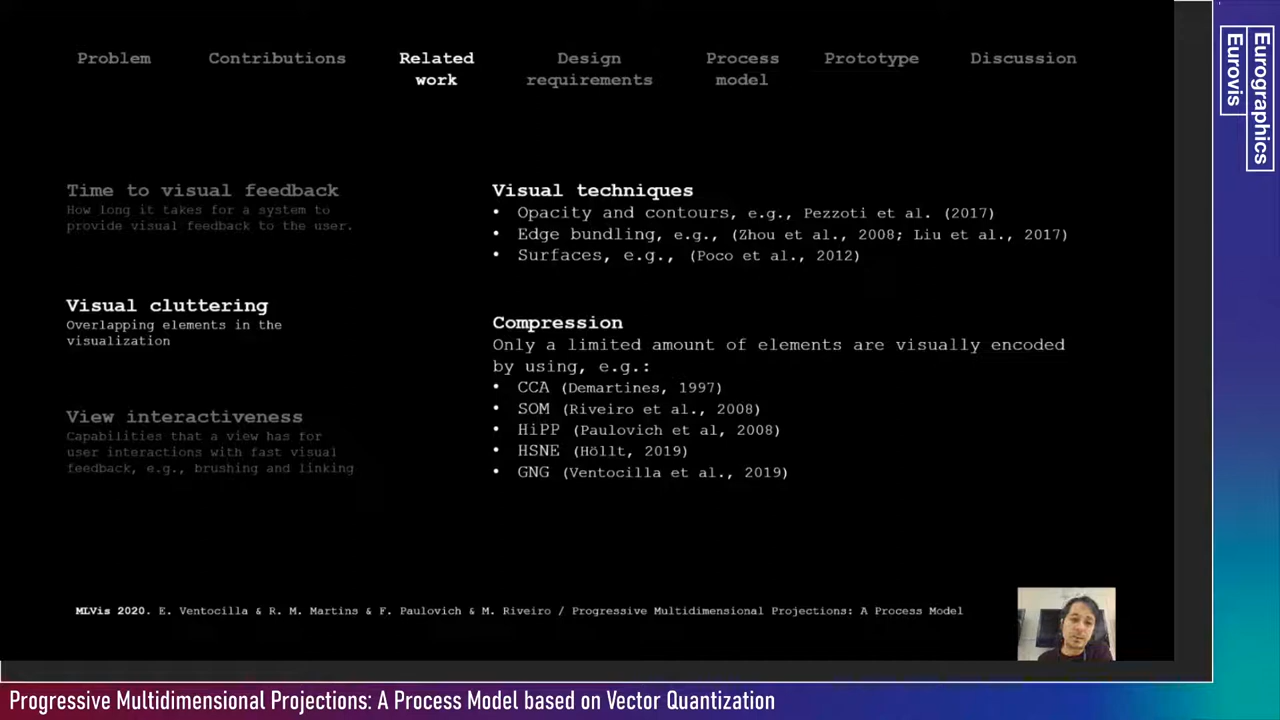 Problem
Contributions
Related
work
Design
requirements
Process
model
Prototype
Discussion
Time to visual feedback
How long it takes for a system to
provide visual feedback to the user.
Visual cluttering
Overlapping elements in the
visualization
View interactiveness
Capabilities that a view has for
user interactions with fast visual
feedback, e.g., brushing and linking
Visual techniques
• Opacity and contours, e.g., Pezzoti et al. (2017)
• Edge bundling, e.g., (Zhou et al., 2008; Liu et al., 2017)
• Surfaces, e.g., (Poco et al., 2012)
Compression
Only a limited amount of elements are visually encoded
by using, e.g.:
• CCA (Demartines, 1997)
• SOM (Riveiro et al., 2008)
• HiPP (Paulovich et al, 2008)
• HSNE (Höllt, 2019)
• GNG (Ventocilla et al., 2019)
MLVis 2020. E. Ventocilla & R. M. Martins & F. Paulovich & M. Riveiro / Progressive Multidimensional Projections: A Process Model
Eurographics
Eurovis
Progressive Multidimensional Projections: A Process Model based on Vector Quantization